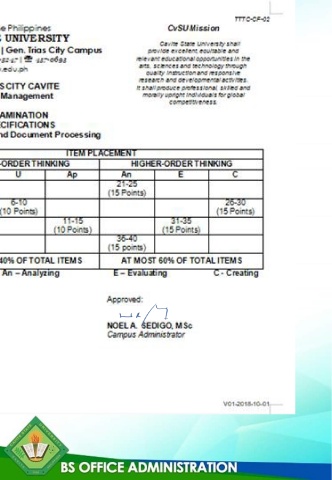 TTTC-CF-02
e Philippines
S UNIVERSITY
| Gen. Trias City Campus
.edu.ph
CvSU Mission
Cavite State University shall
provide excellent equitable and
relevant educational opportunities in the
arts, sciences and technology through
quality instruction and responsive
research and developmental activities.
It shall produce professional, skilled and
morally upright individuals for global
competitiveness.
S CITY CAVITE
Management
AMINATION
CIFICATIONS
nd Document Processing
ITEM PLACEMENT
-ORDER THINKING HIGHER-ORDER THINKING
U Ap An E C
21-25
(15 Points)
6-10 26-30
(10 Points) (15 Points)
11-15 31-35
(10 Points) (15 Points)
36-40
(15 points)
40% OF TOTAL ITEMS AT MOST 60% OF TOTAL ITEMS
An – Analyzing E – Evaluating C - Creating
Approved:
NOEL A. SEDIGO, MSc
Campus Administrator
V01-2018-10-01
BS OFFICE ADMINISTRATION